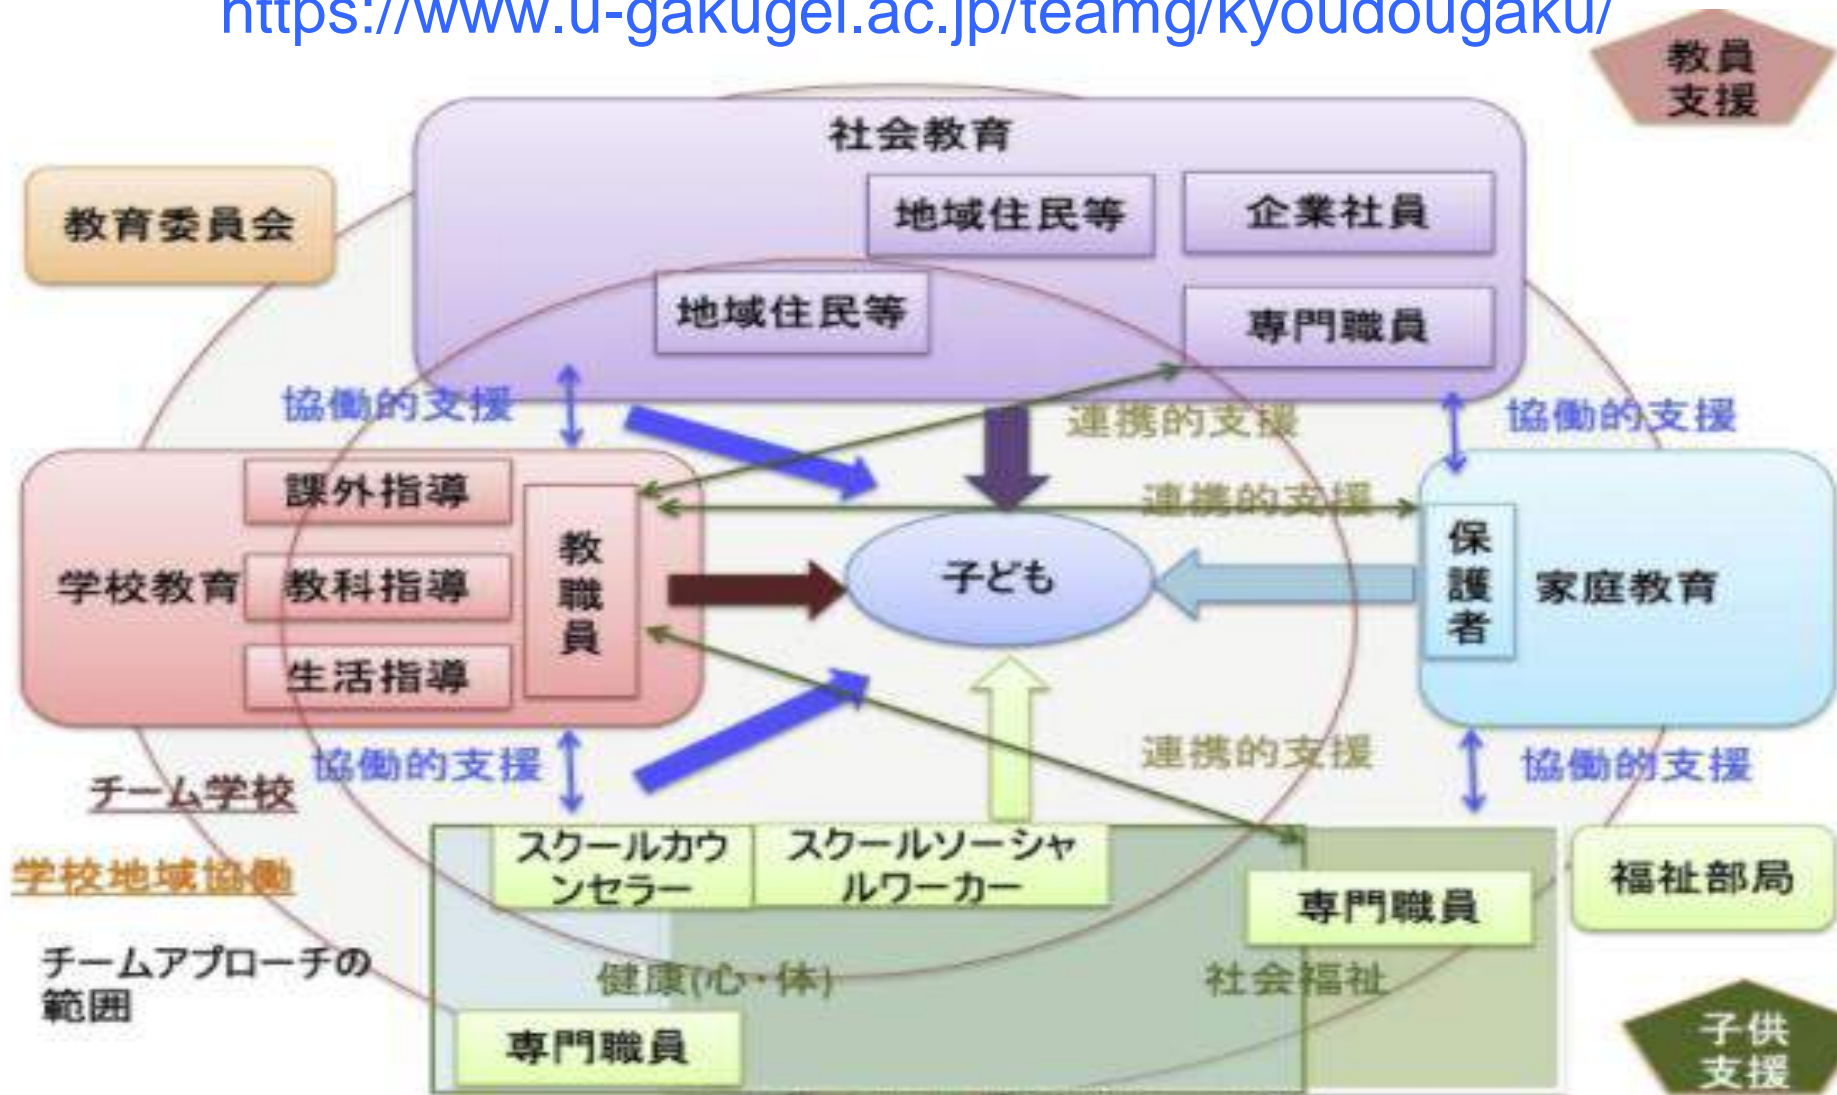 https://www.u-gakugei.ac.jp/teamg/kyoudougaku/
教員
支援
社会教育
教育委員会
地域住民等
企業社員
地域住民等
専門職員
協働的支援
連携的支援
協働的支援
課外指導
連携的支援
教職員
保護者
子ども
学校教育
教科指導
家庭教育
生活指導
協働的支援
連携的支援
協働的支援
チーム学校
スクールカウ
ンセラー
スクールソーシャ
ルワーカー
学校地域協働
専門職員
福祉部局
チームアプローチの
範囲
健康(心・体)
社会福祉
専門職員
子供
支援